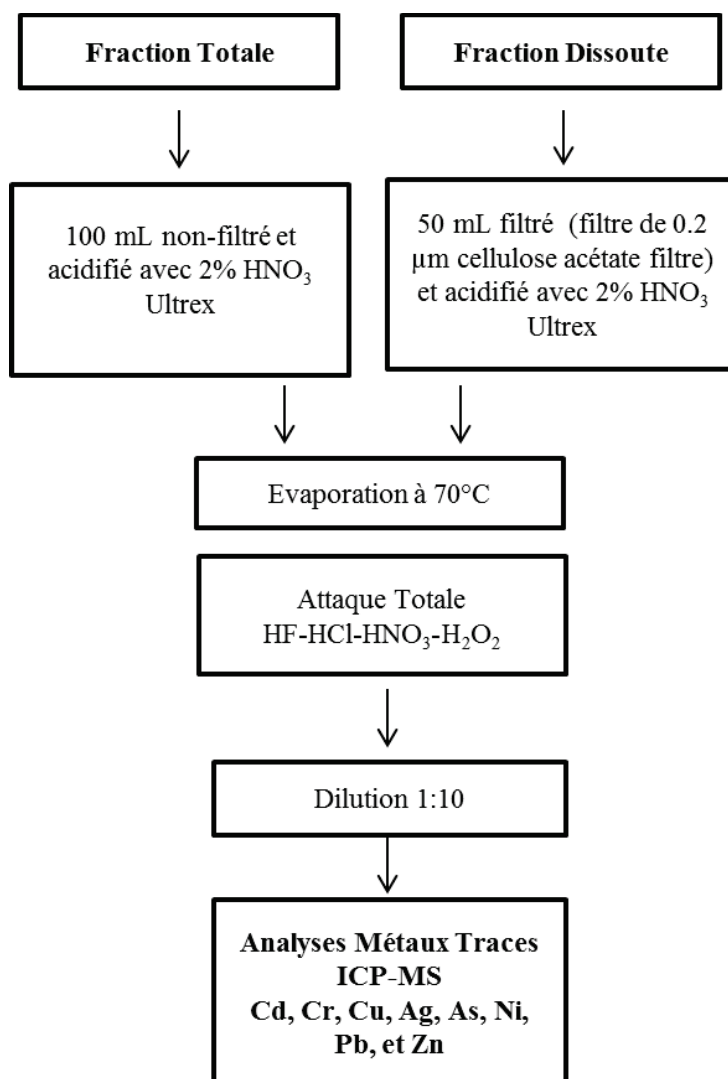 Fraction Totale
Fraction Dissoute
100 mL non-filtré et
acidifié avec 2% HNO₃
Ultrex
50 mL filtré (filtre de 0.2
µm cellulose acétate filtre)
et acidifié avec 2% HNO₃
Ultrex
Evaporation à 70°C
Attaque Totale
HF-HCl-HNO₃-H₂O₂
Dilution 1:10
Analyses Métaux Traces
ICP-MS
Cd, Cr, Cu, Ag, As, Ni,
Pb, et Zn